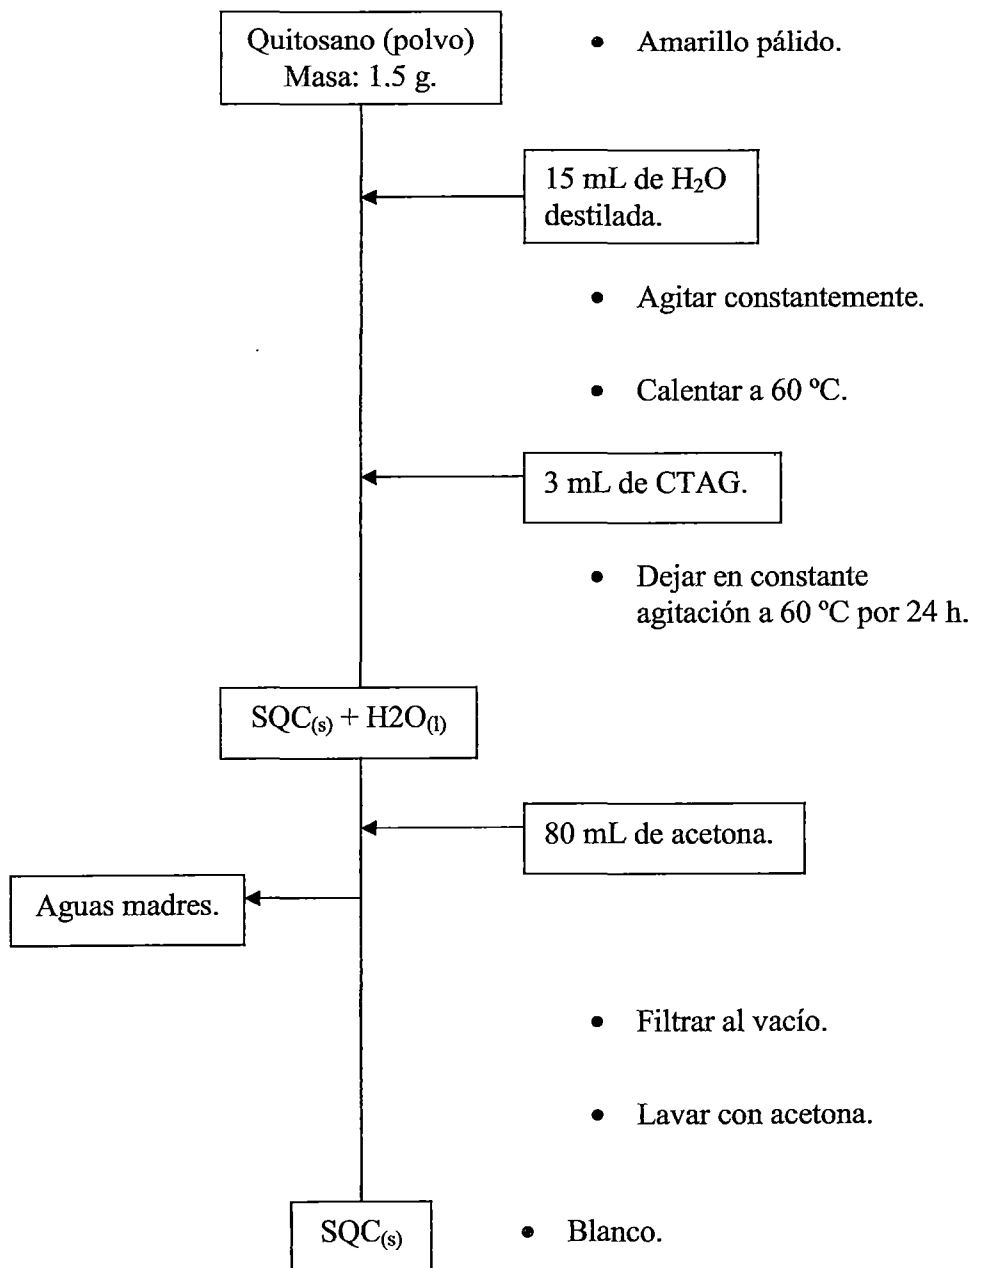 Quitosano (polvo)
Masa: 1.5 g.
• Amarillo pálido.
15 mL de H₂O
destilada.
• Agitar constantemente.
• Calentar a 60 ºC.
3 mL de CTAG.
• Dejar en constante
agitación a 60 ºC por 24 h.
SQC₍s₎ + H2O₍l₎
80 mL de acetona.
Aguas madres.
• Filtrar al vacío.
• Lavar con acetona.
SQC₍s₎
• Blanco.